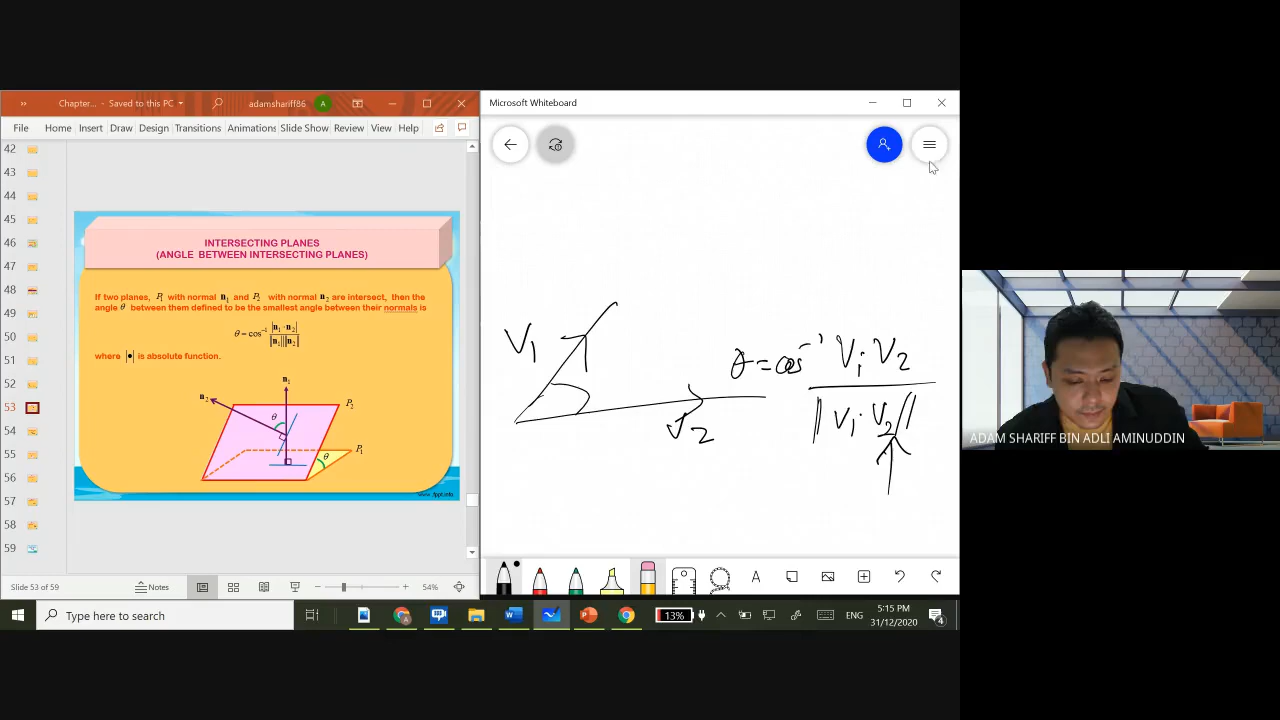 »
Chapter... - Saved to this PC
adamshariff86
A
File Home Insert Draw Design Transitions Animations Slide Show Review View Help
42
43
44
45
46
47
48
49
50
51
52
53
54
55
56
57
58
59
INTERSECTING PLANES
(ANGLE BETWEEN INTERSECTING PLANES)
If two planes, P₁ with normal n₁ and P₂ with normal n₂ are intersect, then the
angle θ between them defined to be the smallest angle between their normals is
θ = cos⁻¹ |n₁ · n₂| / ‖n₁‖‖n₂‖
where |•| is absolute function.
n₁
n₂
P₂
θ
P₁
θ
www.fppt.info
Slide 53 of 59
Notes
54%
Microsoft Whiteboard
V₁
V₂
θ = cos⁻¹ V₁ · V₂ / ‖V₁ · V₂‖
A
ADAM SHARIFF BIN ADLI AMINUDDIN
Type here to search
13%
ENG
5:15 PM
31/12/2020
4